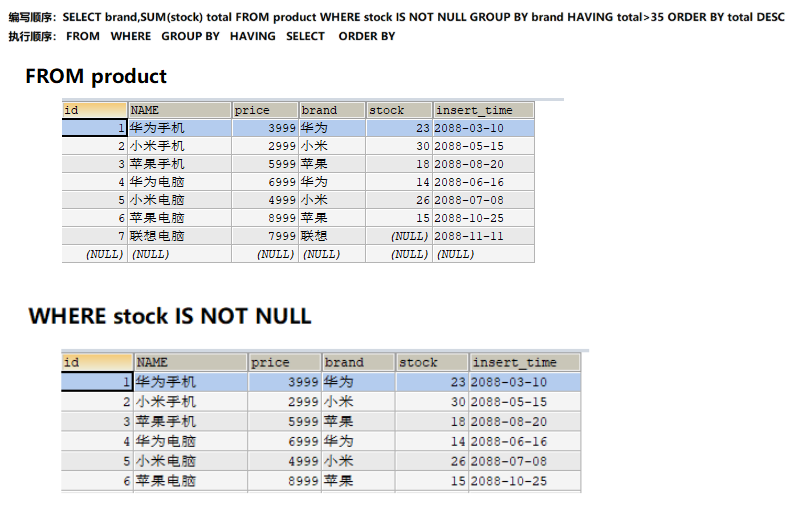 编写顺序：SELECT brand,SUM(stock) total FROM product WHERE stock IS NOT NULL GROUP BY brand HAVING total>35 ORDER BY total DESC
执行顺序： FROM WHERE GROUP BY HAVING SELECT ORDER BY
FROM product
id NAME price brand stock insert_time
1 华为手机 3999 华为 23 2088-03-10
2 小米手机 2999 小米 30 2088-05-15
3 苹果手机 5999 苹果 18 2088-08-20
4 华为电脑 6999 华为 14 2088-06-16
5 小米电脑 4999 小米 26 2088-07-08
6 苹果电脑 8999 苹果 15 2088-10-25
7 联想电脑 7999 联想 (NULL) 2088-11-11
(NULL) (NULL) (NULL) (NULL) (NULL) (NULL)
WHERE stock IS NOT NULL
id NAME price brand stock insert_time
1 华为手机 3999 华为 23 2088-03-10
2 小米手机 2999 小米 30 2088-05-15
3 苹果手机 5999 苹果 18 2088-08-20
4 华为电脑 6999 华为 14 2088-06-16
5 小米电脑 4999 小米 26 2088-07-08
6 苹果电脑 8999 苹果 15 2088-10-25